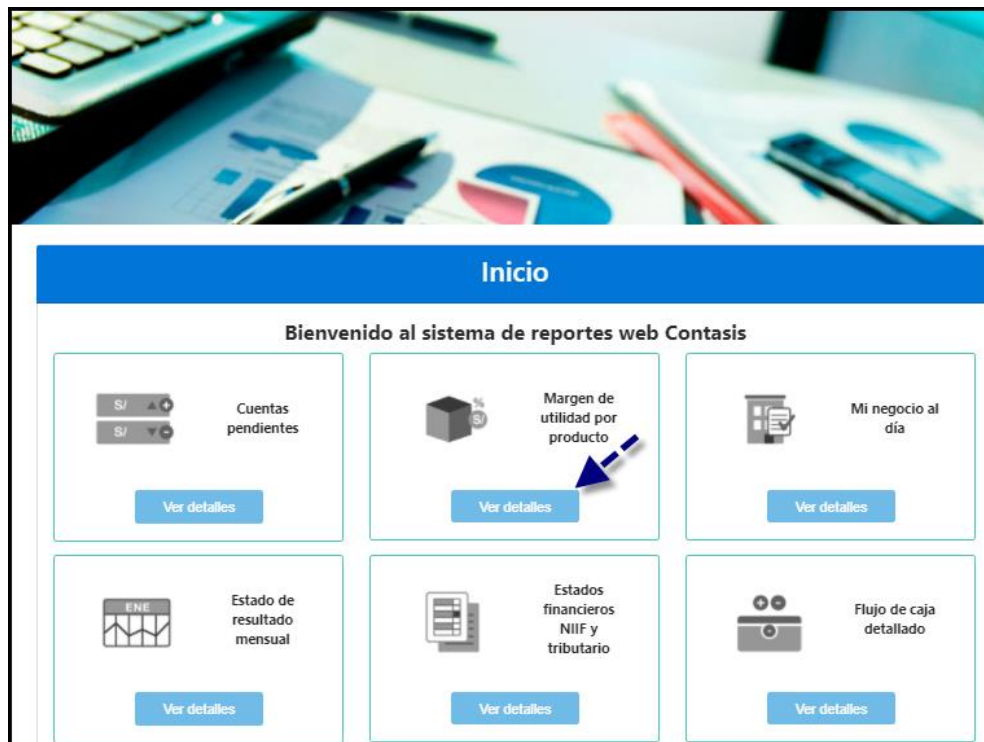 Inicio
Bienvenido al sistema de reportes web Contasis
S/
S/
Cuentas
pendientes
Ver detalles
%
S/
Margen de
utilidad por
producto
Ver detalles
Mi negocio al
día
Ver detalles
ENE
Estado de
resultado
mensual
Ver detalles
Estados
financieros
NIIF y
tributario
Ver detalles
Flujo de caja
detallado
Ver detalles